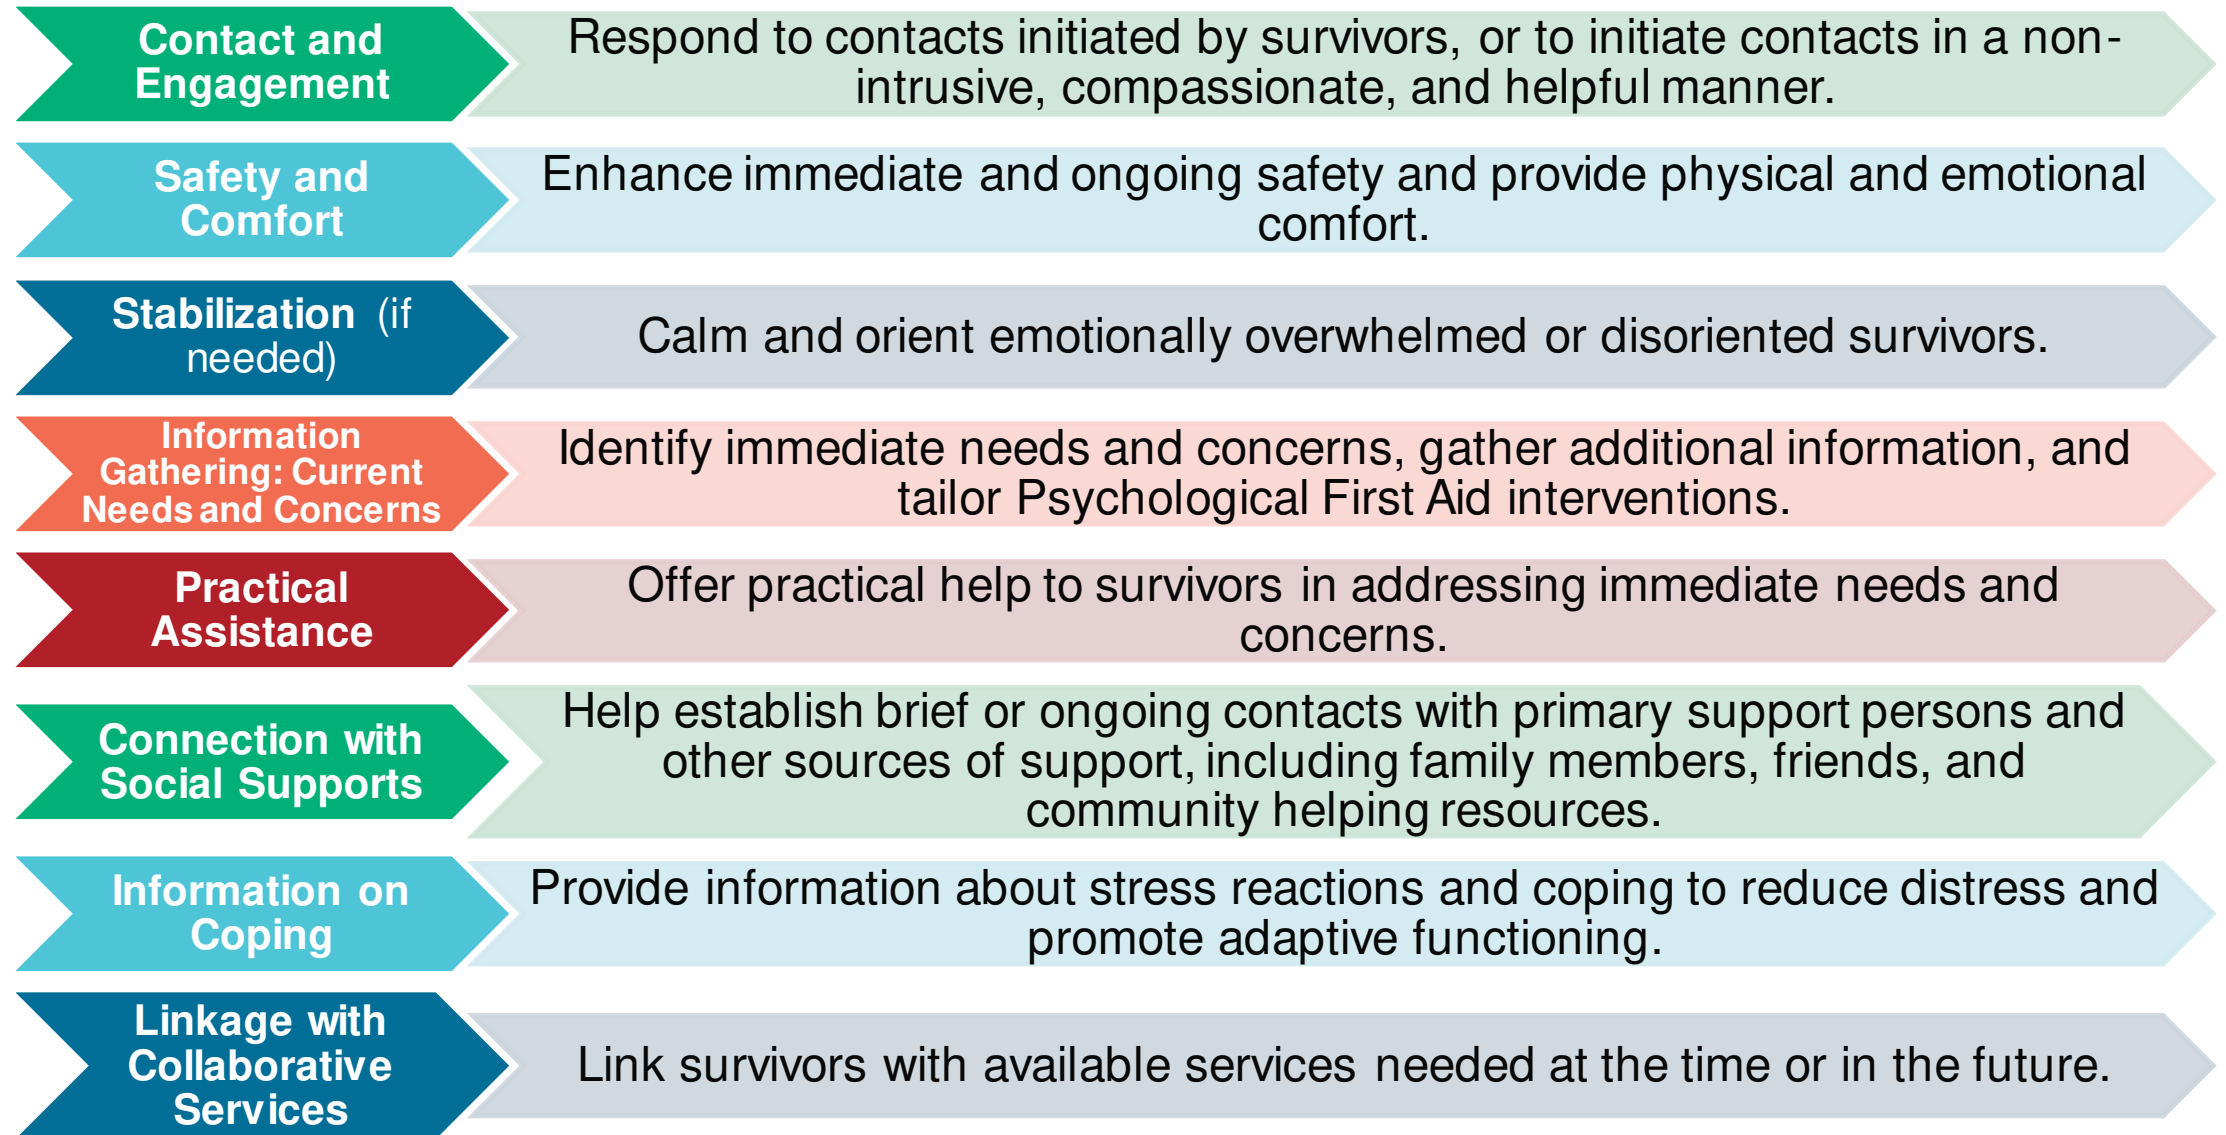 Contact and
Engagement
Respond to contacts initiated by survivors, or to initiate contacts in a non-
intrusive, compassionate, and helpful manner.
Safety and
Comfort
Enhance immediate and ongoing safety and provide physical and emotional
comfort.
Stabilization (if
needed)
Calm and orient emotionally overwhelmed or disoriented survivors.
Information
Gathering: Current
Needs and Concerns
Identify immediate needs and concerns, gather additional information, and
tailor Psychological First Aid interventions.
Practical
Assistance
Offer practical help to survivors in addressing immediate needs and
concerns.
Connection with
Social Supports
Help establish brief or ongoing contacts with primary support persons and
other sources of support, including family members, friends, and
community helping resources.
Information on
Coping
Provide information about stress reactions and coping to reduce distress and
promote adaptive functioning.
Linkage with
Collaborative
Services
Link survivors with available services needed at the time or in the future.